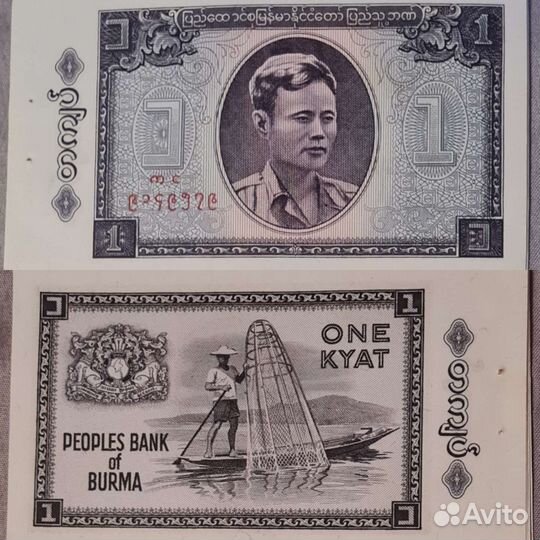 ၁ ပြည်ထောင်စုမြန်မာနိုင်ငံတော် ပြည်သူ့ဘဏ် 1
တကျပ်
၁ 1
1 ၁
၁ 1
ONE
KYAT
PEOPLES BANK
of
BURMA
တကျပ်
1 ၁
Avito